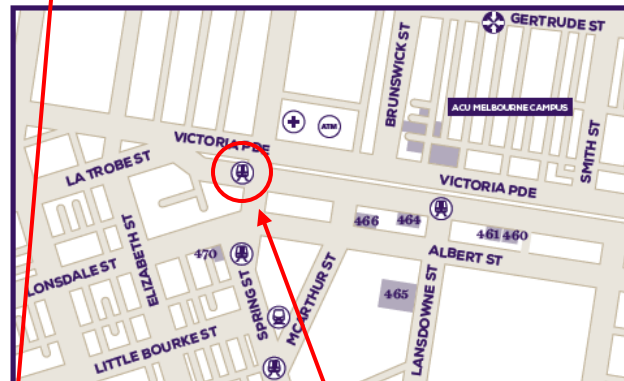 GERTRUDE ST
BRUNSWICK ST
ACU MELBOURNE CAMPUS
SMITH ST
ATM
VICTORIA PDE
LA TROBE ST
VICTORIA PDE
466
464
461 460
ELIZABETH ST
470
ALBERT ST
LONSDALE ST
SPRING ST
MCARTHUR ST
465
LANSDOWNE ST
LITTLE BOURKE ST